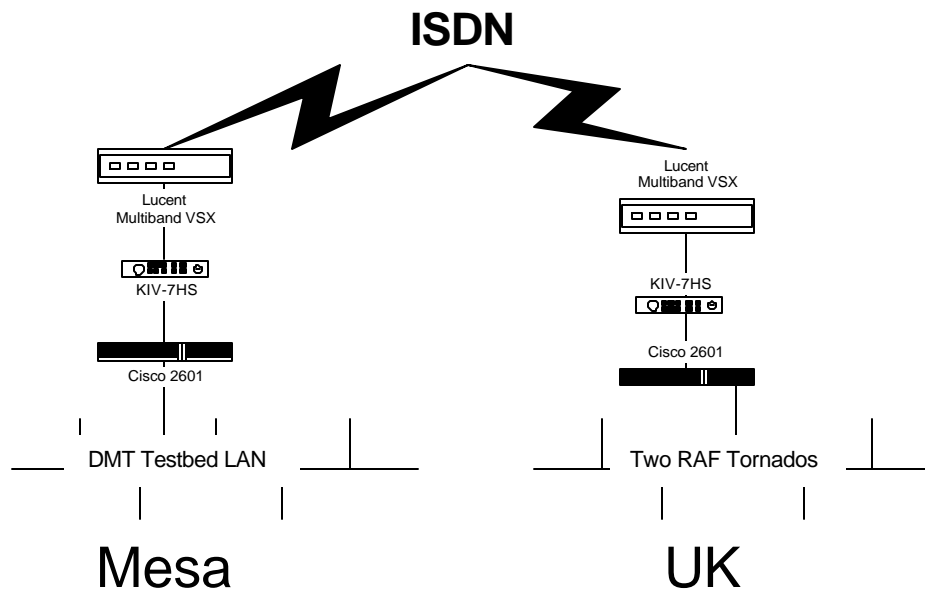 ISDN
Lucent
Multiband VSX
KIV-7HS
Cisco 2601
DMT Testbed LAN
Mesa
Lucent
Multiband VSX
KIV-7HS
Cisco 2601
Two RAF Tornados
UK